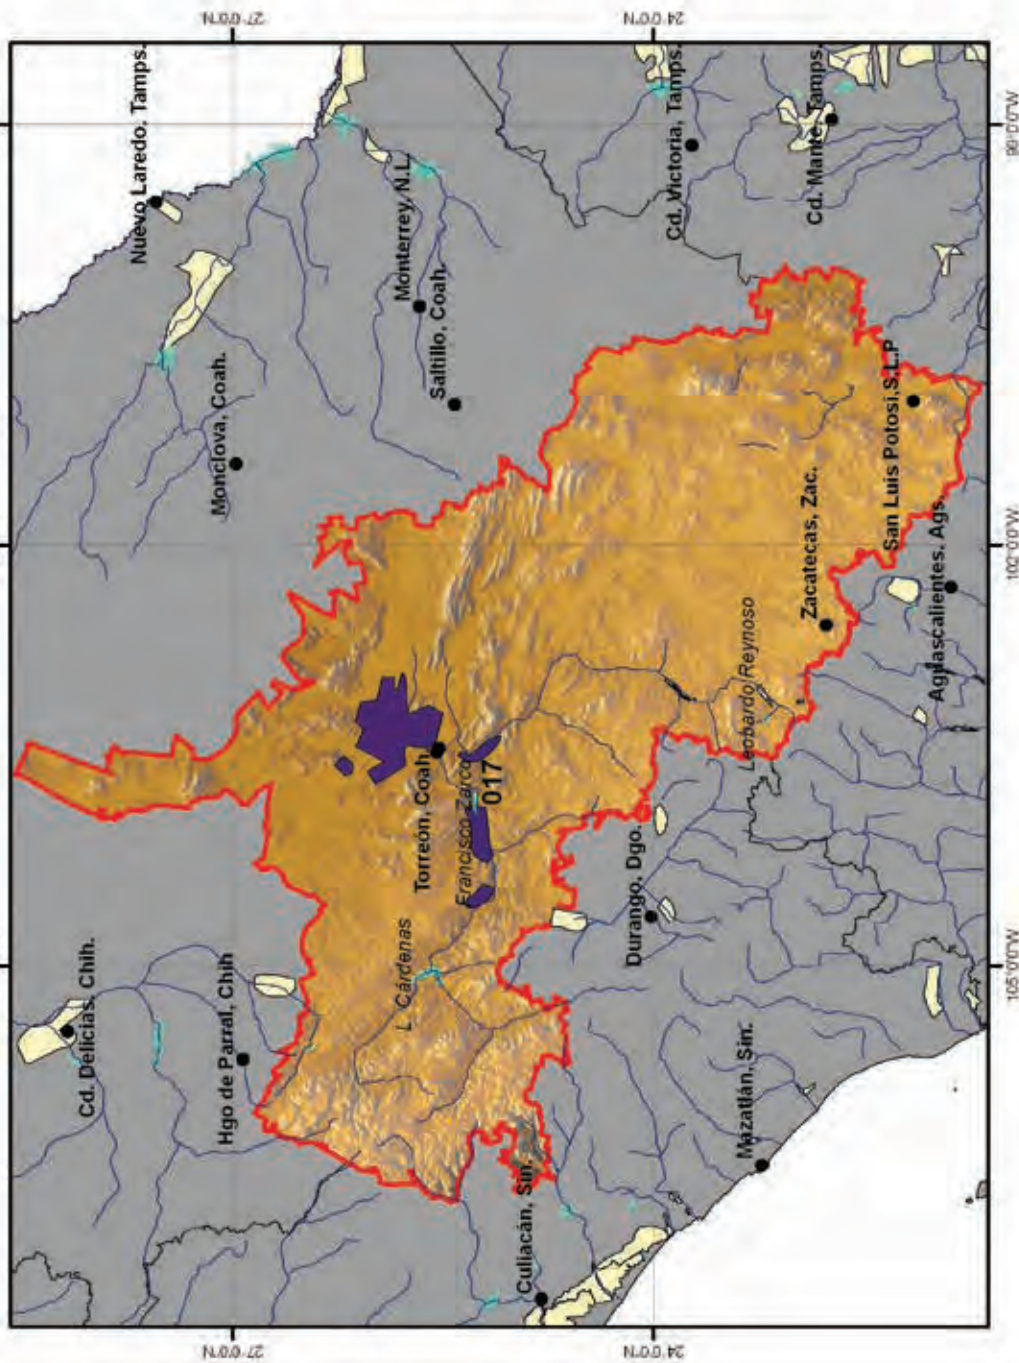 Cd. Delicias, Chih.
Nuevo Laredo, Tamps.
Monclova, Coah.
Hgo de Parral, Chih
27°0'0"N
27°0'0"N
L Cárdenas
Monterrey, N.L.
Torreón, Coah
Saltillo, Coah.
Francisco Zarco
017
Culiacán, Sin.
Durango, Dgo.
24°0'0"N
24°0'0"N
Cd. Victoria, Tamps.
Mazatlán, Sin.
Leobardo Reynoso
Zacatecas, Zac.
Cd. Mante, Tamps.
San Luis Potosi,S.L.P
Aguascalientes, Ags.
105°0'0"W
102°0'0"W
99°0'0"W